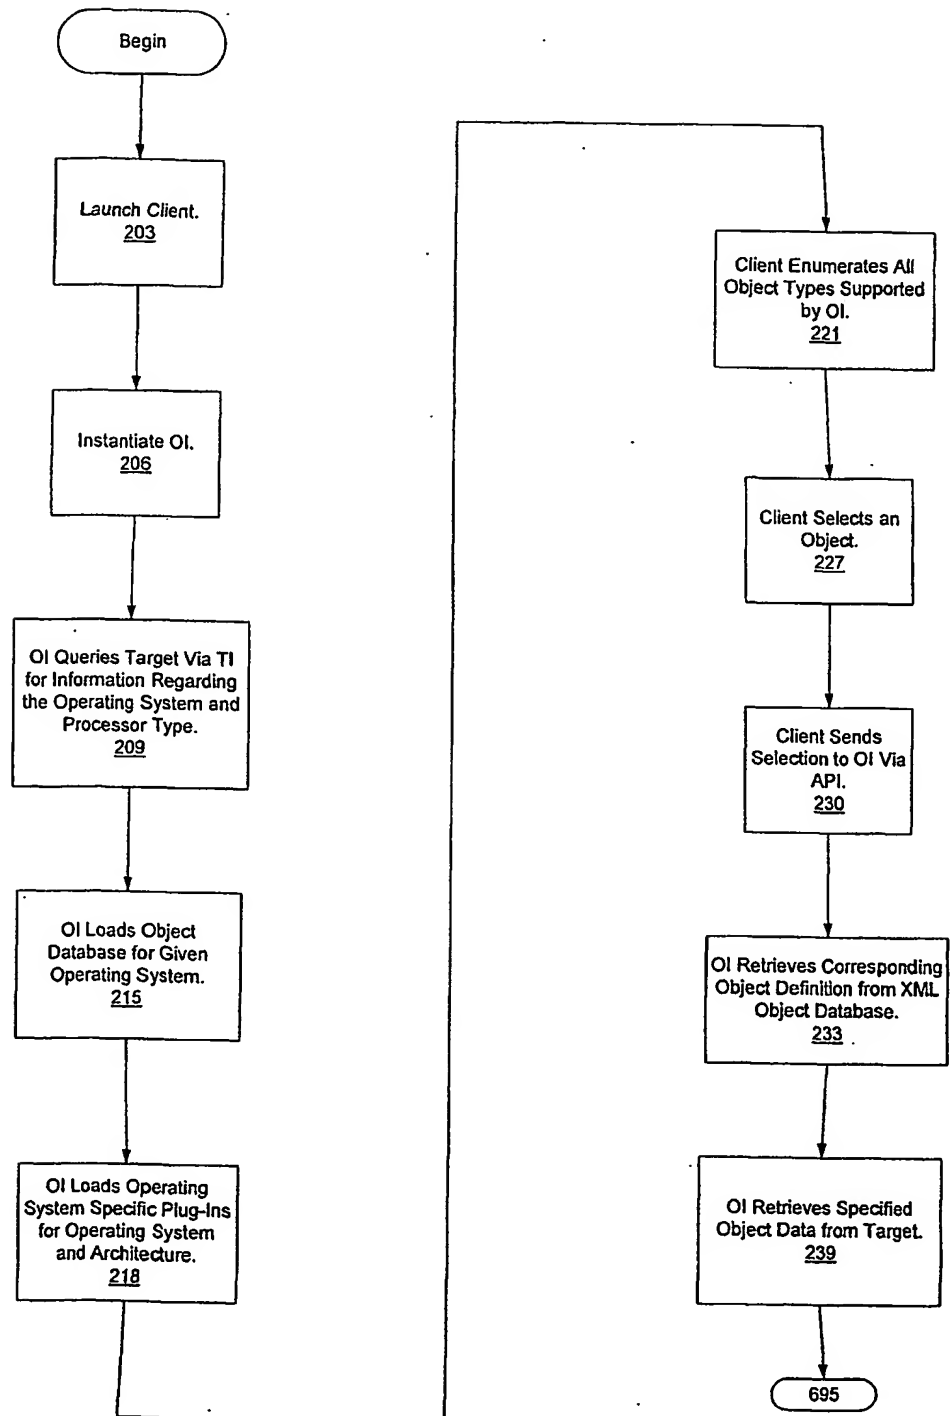 Begin
Launch Client.
203
Instantiate OI.
206
OI Queries Target Via TI
for Information Regarding
the Operating System and
Processor Type.
209
OI Loads Object
Database for Given
Operating System.
215
OI Loads Operating
System Specific Plug-Ins
for Operating System
and Architecture.
218
Client Enumerates All
Object Types Supported
by OI.
221
Client Selects an
Object.
227
Client Sends
Selection to OI Via
API.
230
OI Retrieves Corresponding
Object Definition from XML
Object Database.
233
OI Retrieves Specified
Object Data from Target.
239
695